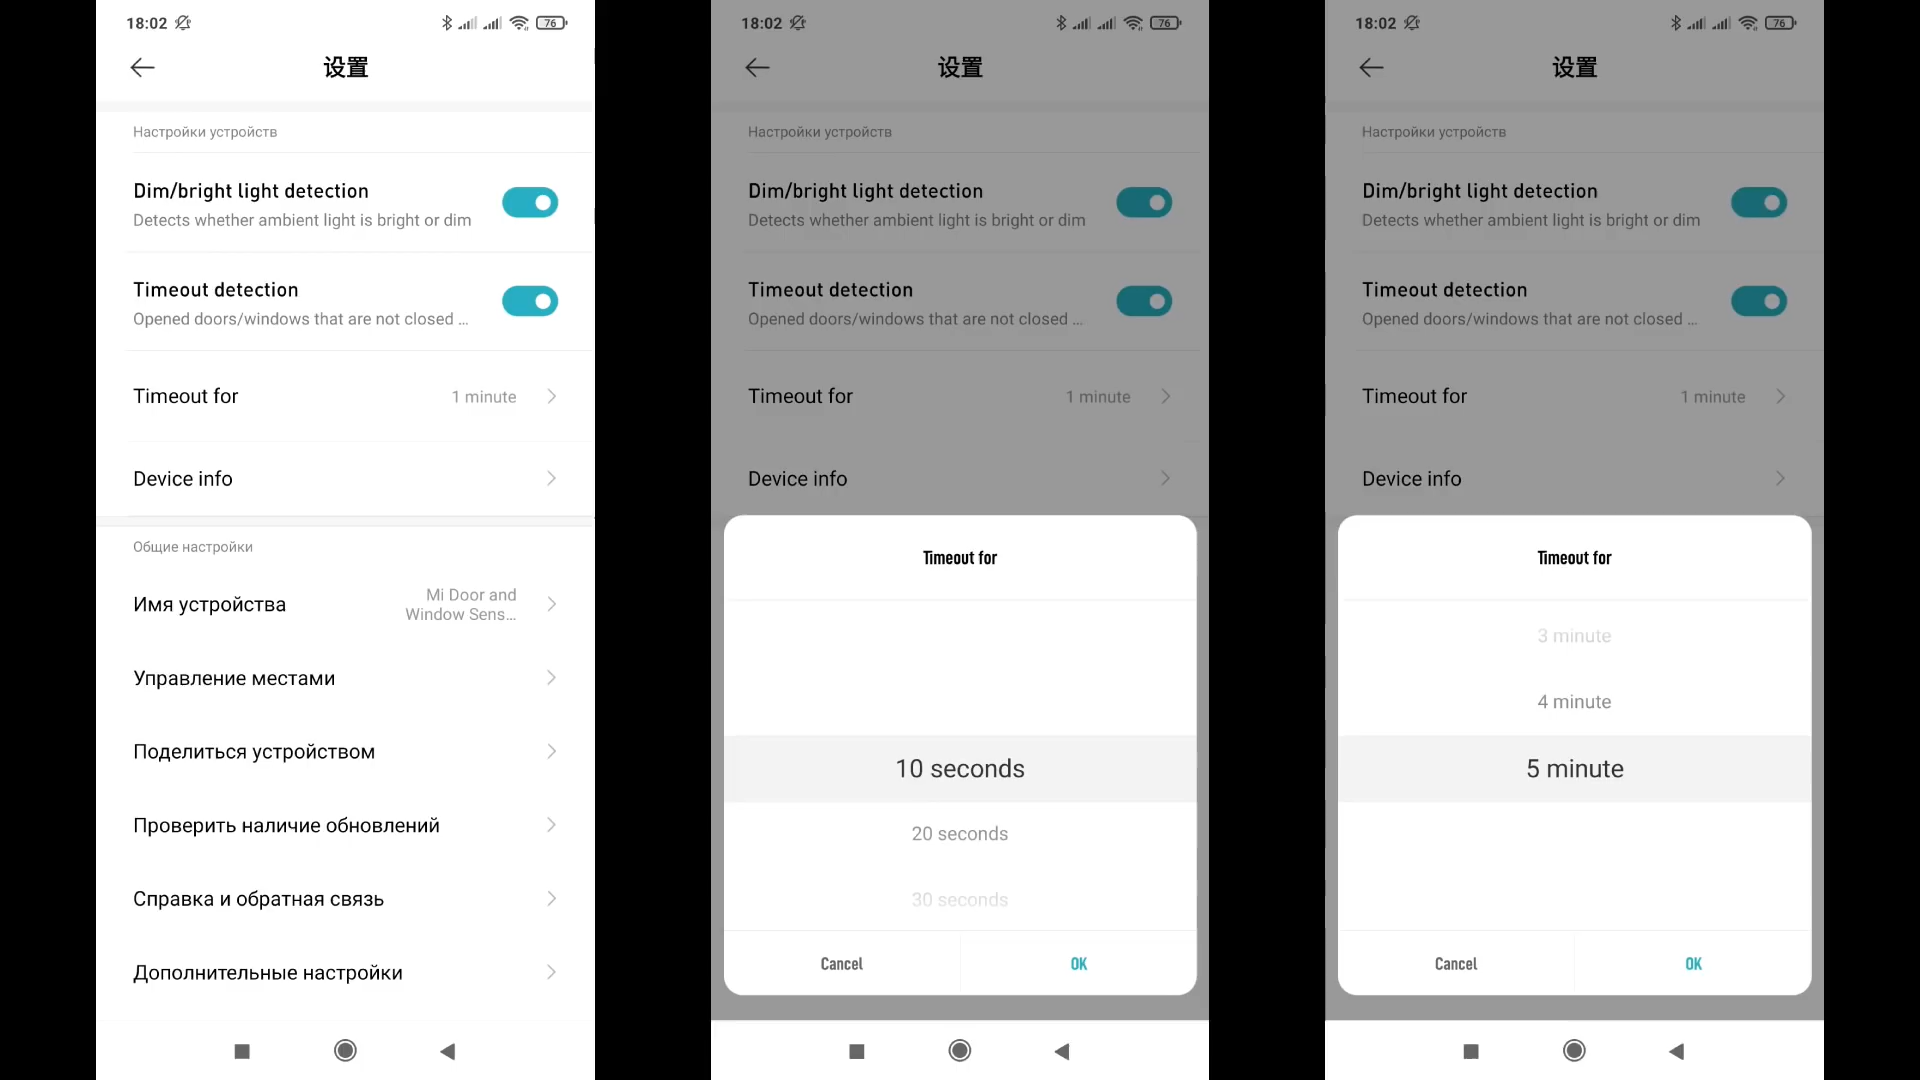 18:02
76
设置
Настройки устройств
Dim/bright light detection
Detects whether ambient light is bright or dim
Timeout detection
Opened doors/windows that are not closed ...
Timeout for
1 minute
Device info
Общие настройки
Имя устройства
Mi Door and
Window Sens...
Управление местами
Поделиться устройством
Проверить наличие обновлений
Справка и обратная связь
Дополнительные настройки
18:02
76
设置
Настройки устройств
Dim/bright light detection
Detects whether ambient light is bright or dim
Timeout detection
Opened doors/windows that are not closed ...
Timeout for
1 minute
Device info
Timeout for
10 seconds
20 seconds
30 seconds
Cancel
OK
18:02
76
设置
Настройки устройств
Dim/bright light detection
Detects whether ambient light is bright or dim
Timeout detection
Opened doors/windows that are not closed ...
Timeout for
1 minute
Device info
Timeout for
3 minute
4 minute
5 minute
Cancel
OK